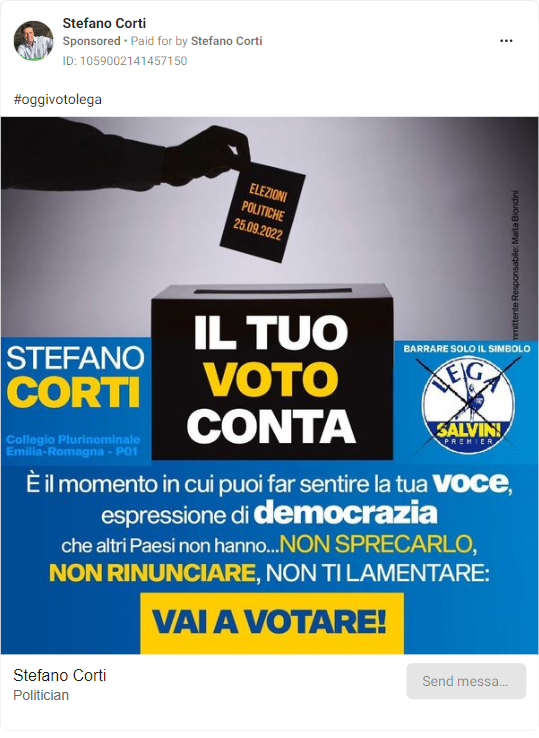 Stefano Corti
Sponsored • Paid for by Stefano Corti
ID: 1059002141457150
#oggivotolega
ELEZIONI
POLITICHE
25.09.2022
mmittente Responsabile: Maita Biondini
IL TUO
VOTO
CONTA
STEFANO
CORTI
Collegio Plurinominale
Emilia-Romagna - P01
BARRARE SOLO IL SIMBOLO
LEGA
SALVINI
PREMIER
È il momento in cui puoi far sentire la tua voce,
espressione di democrazia
che altri Paesi non hanno...NON SPRECARLO,
NON RINUNCIARE, NON TI LAMENTARE:
VAI A VOTARE!
Stefano Corti
Politician
Send messa...